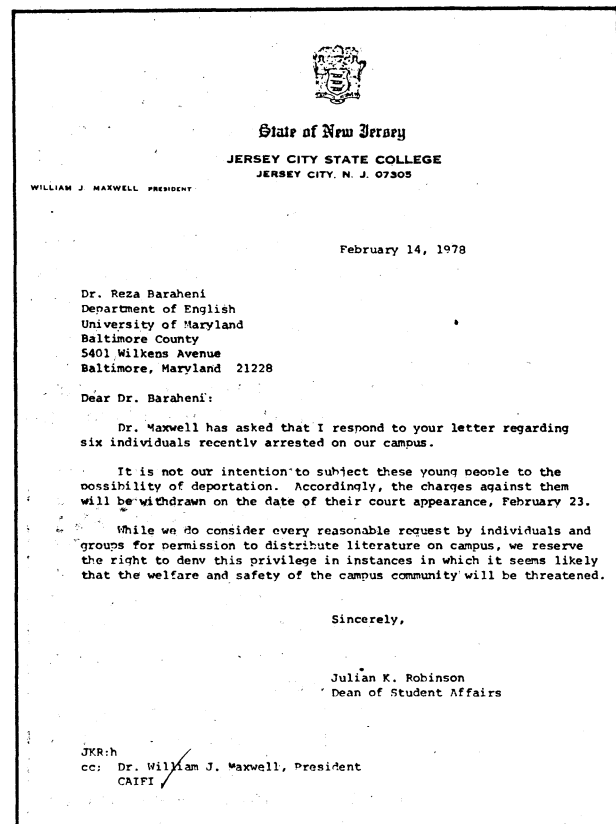 State of New Jersey
JERSEY CITY STATE COLLEGE
JERSEY CITY. N. J. 07305
WILLIAM J. MAXWELL PRESIDENT
February 14, 1978
Dr. Reza Baraheni
Department of English
University of Maryland
Baltimore County
5401 Wilkens Avenue
Baltimore, Maryland 21228
Dear Dr. Baraheni:
Dr. Maxwell has asked that I respond to your letter regarding
six individuals recently arrested on our campus.
It is not our intention to subject these young people to the
possibility of deportation. Accordingly, the charges against them
will be withdrawn on the date of their court appearance, February 23.
While we do consider every reasonable request by individuals and
groups for permission to distribute literature on campus, we reserve
the right to deny this privilege in instances in which it seems likely
that the welfare and safety of the campus community will be threatened.
Sincerely,
Julian K. Robinson
Dean of Student Affairs
JKR:h
cc: Dr. William J. Maxwell, President
CAIFI